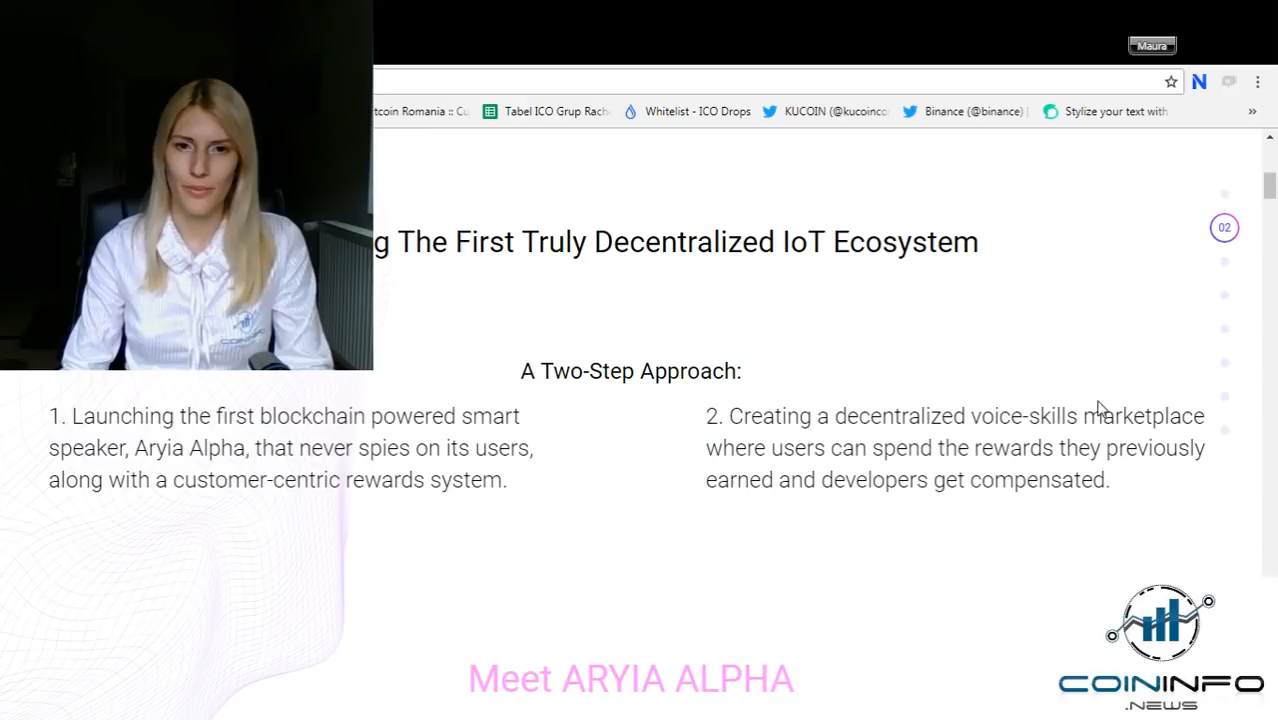 Maura
tcoin Romania :: Cu
Tabel ICO Grup Rache
Whitelist - ICO Drops
KUCOIN (@kucoinco
Binance (@binance) |
Stylize your text with
»
02
g The First Truly Decentralized IoT Ecosystem
A Two-Step Approach:
1. Launching the first blockchain powered smart
speaker, Aryia Alpha, that never spies on its users,
along with a customer-centric rewards system.
2. Creating a decentralized voice-skills marketplace
where users can spend the rewards they previously
earned and developers get compensated.
COININFO
Meet ARYIA ALPHA
COININFO
.NEWS